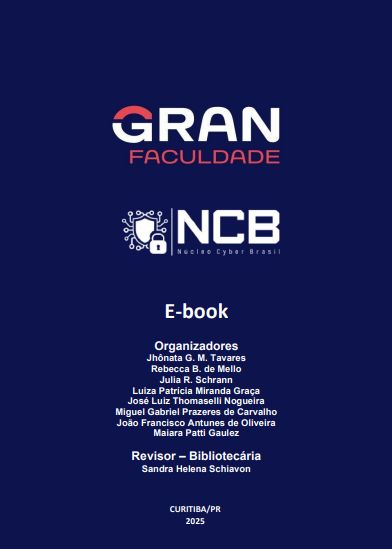 GRAN
FACULDADE
NCB
Núcleo Cyber Brasil
E-book
Organizadores
Jhônata G. M. Tavares
Rebecca B. de Mello
Julia R. Schrann
Luiza Patricia Miranda Graça
José Luiz Thomaselli Nogueira
Miguel Gabriel Prazeres de Carvalho
João Francisco Antunes de Oliveira
Maiara Patti Gaulez
Revisor – Bibliotecária
Sandra Helena Schiavon
CURITIBA/PR
2025